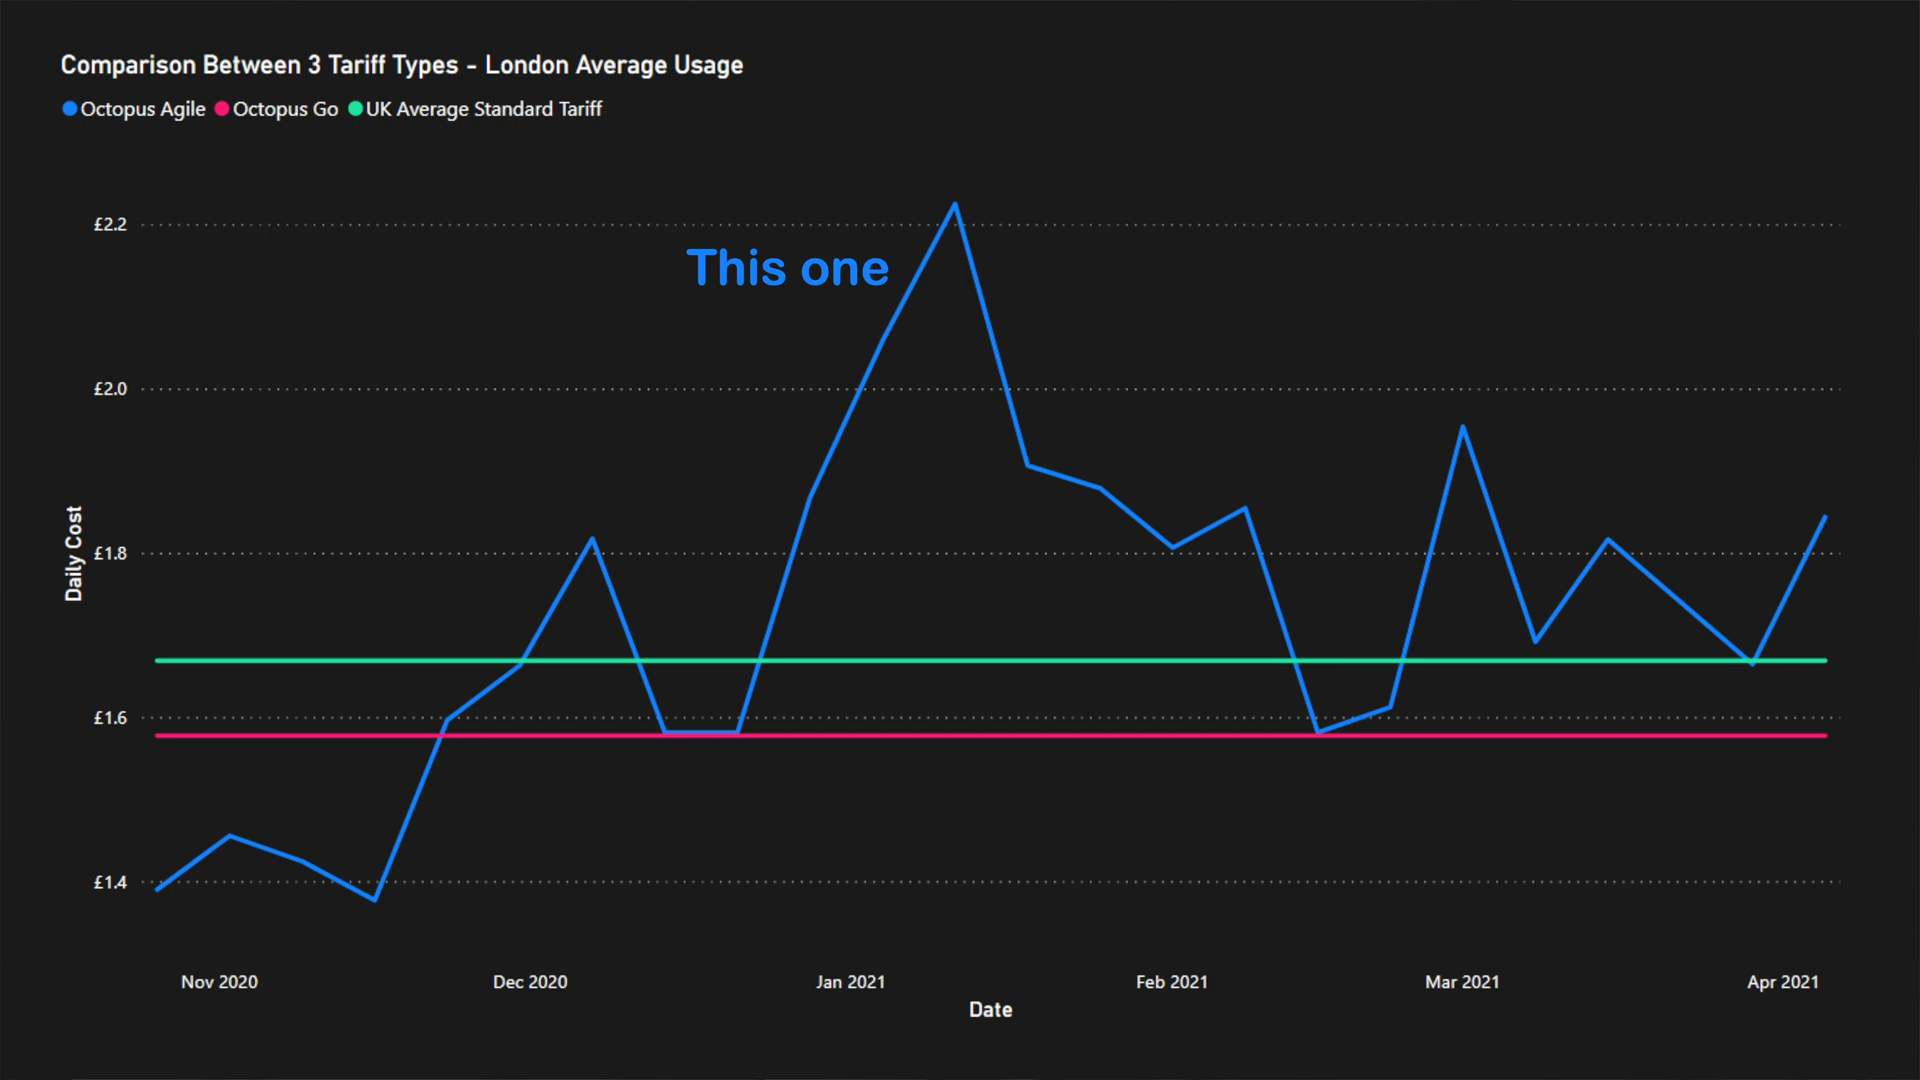 Comparison Between 3 Tariff Types - London Average Usage
Octopus Agile Octopus Go UK Average Standard Tariff
£2.2
This one
£2.0
Daily Cost
£1.8
£1.6
£1.4
Nov 2020 Dec 2020 Jan 2021 Feb 2021 Mar 2021 Apr 2021
Date